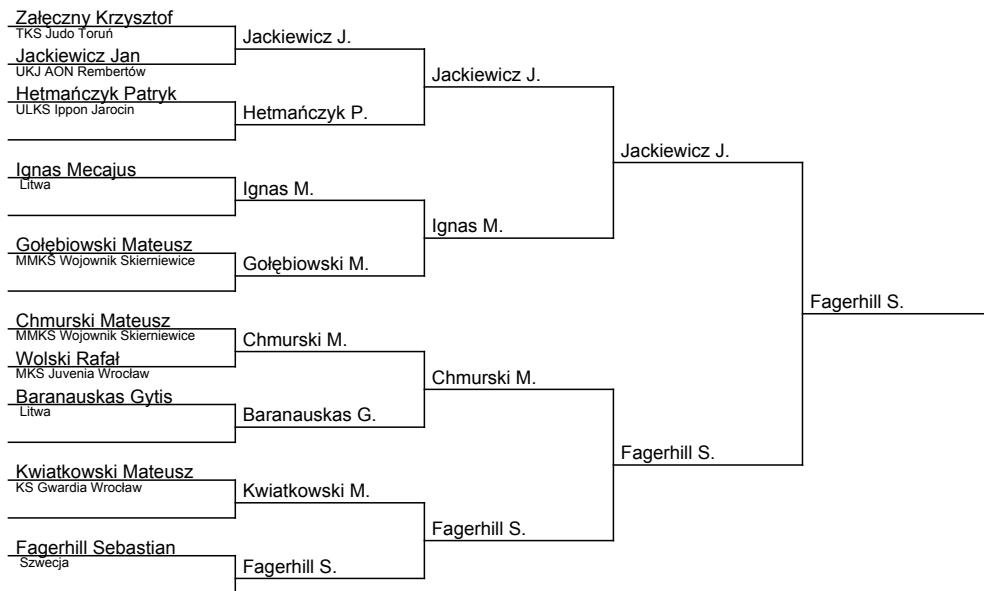 Załęczny Krzysztof
TKS Judo Toruń
Jackiewicz J.
Jackiewicz Jan
UKJ AON Rembertów
Jackiewicz J.
Hetmańczyk Patryk
ULKS Ippon Jarocin
Hetmańczyk P.
Jackiewicz J.
Ignas Mecajus
Litwa
Ignas M.
Ignas M.
Gołębiowski Mateusz
MMKS Wojownik Skierniewice
Gołębiowski M.
Fagerhill S.
Chmurski Mateusz
MMKS Wojownik Skierniewice
Chmurski M.
Wolski Rafał
MKS Juvenia Wrocław
Chmurski M.
Baranauskas Gytis
Litwa
Baranauskas G.
Fagerhill S.
Kwiatkowski Mateusz
KS Gwardia Wrocław
Kwiatkowski M.
Fagerhill S.
Fagerhill Sebastian
Szwecja
Fagerhill S.